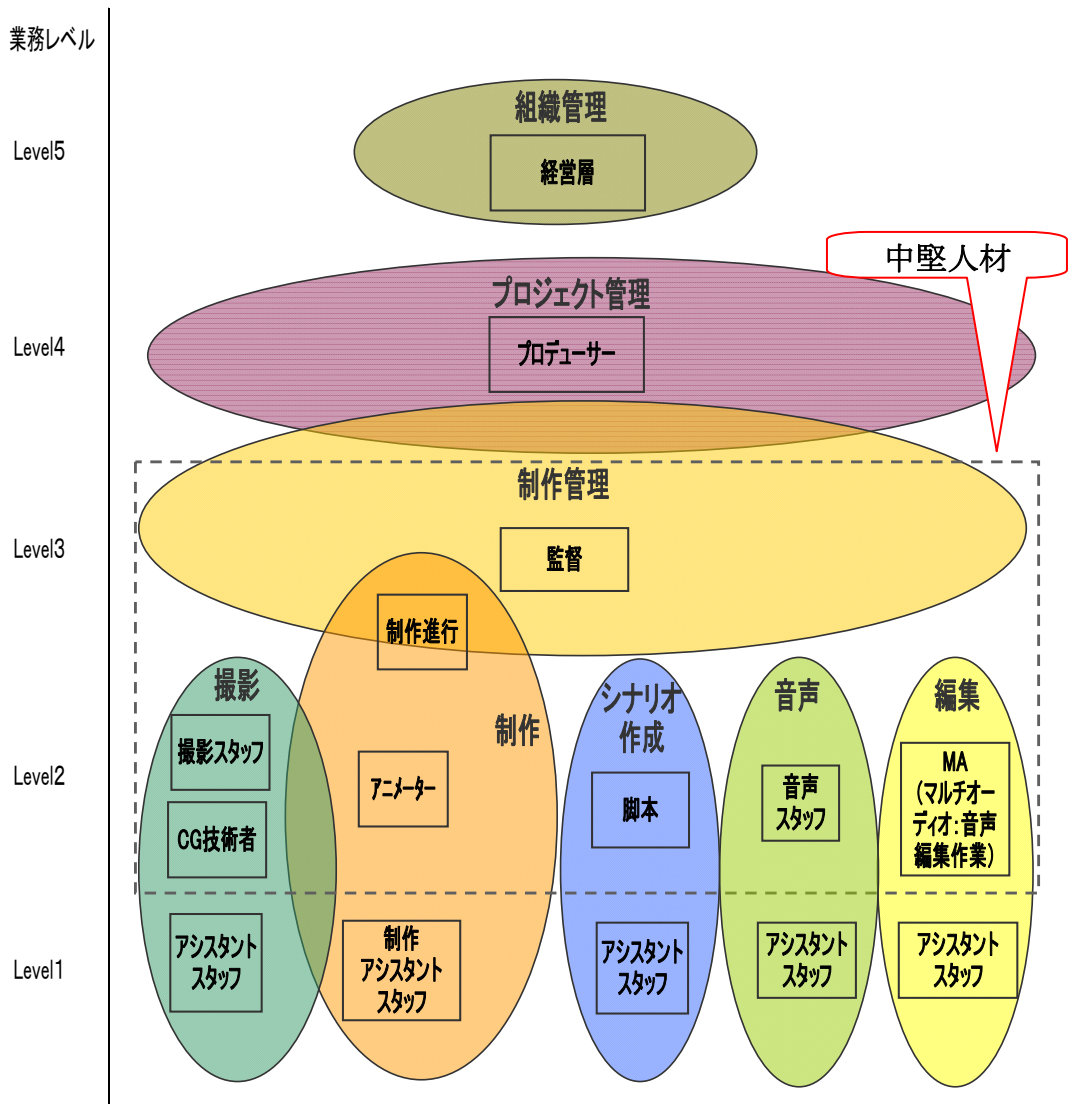 業務レベル
組織管理
Level5
経営層
中堅人材
プロジェクト管理
Level4
プロデューサー
制作管理
Level3
監督
制作進行
撮影
シナリオ
作成
音声
編集
制作
撮影スタッフ
Level2
アニメーター
脚本
音声
スタッフ
MA
(マルチオー
ディオ:音声
編集作業)
CG技術者
Level1
アシスタント
スタッフ
制作
アシスタント
スタッフ
アシスタント
スタッフ
アシスタント
スタッフ
アシスタント
スタッフ